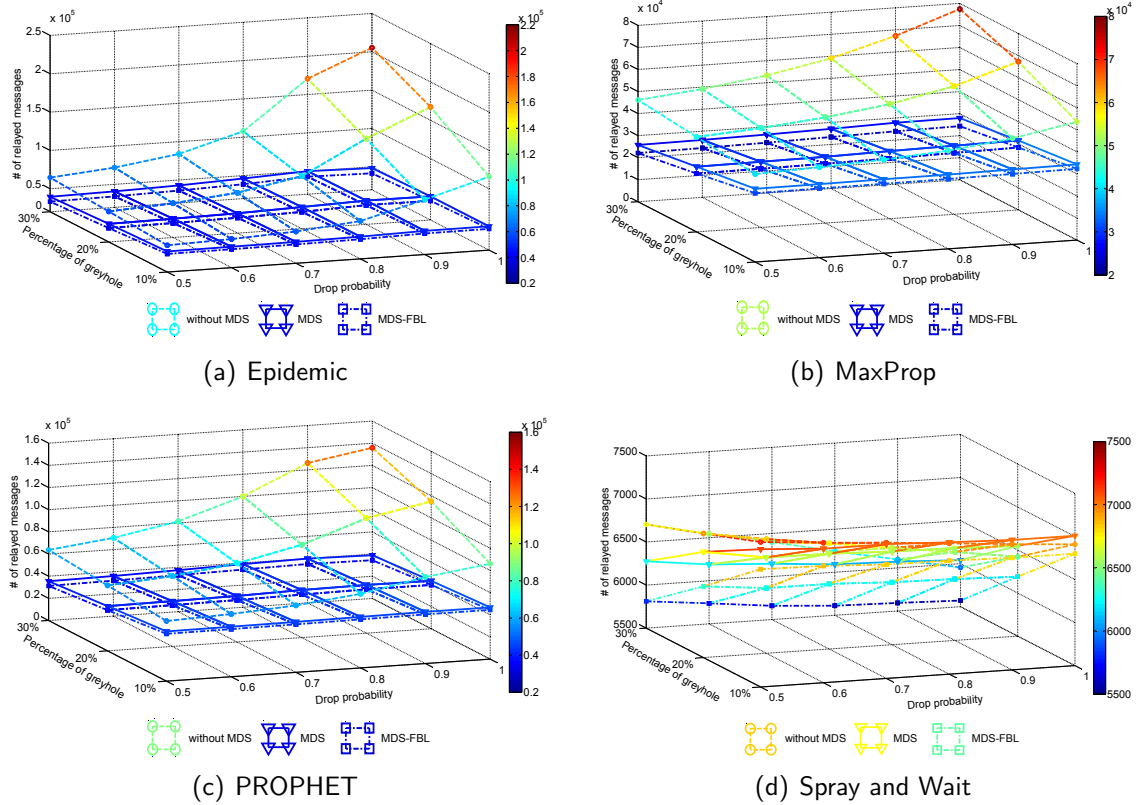 x 10^5
2.5
2
1.5
1
0.5
0
# of relayed messages
30%
20%
10%
Percentage of greyhole
0.5
0.6
0.7
0.8
0.9
1
Drop probability
x 10^5
2.2
2
1.8
1.6
1.4
1.2
1
0.8
0.6
0.4
0.2
without MDS
MDS
MDS-FBL
(a) Epidemic
x 10^4
8
7
6
5
4
3
2
1
0
# of relayed messages
30%
20%
10%
Percentage of greyhole
0.5
0.6
0.7
0.8
0.9
1
Drop probability
x 10^4
8
7
6
5
4
3
2
without MDS
MDS
MDS-FBL
(b) MaxProp
x 10^5
1.6
1.4
1.2
1
0.8
0.6
0.4
0.2
0
# of relayed messages
30%
20%
10%
Percentage of greyhole
0.5
0.6
0.7
0.8
0.9
1
Drop probability
x 10^5
1.6
1.4
1.2
1
0.8
0.6
0.4
0.2
without MDS
MDS
MDS-FBL
(c) PROPHET
7500
7000
6500
6000
5500
# of relayed messages
30%
20%
10%
Percentage of greyhole
0.5
0.6
0.7
0.8
0.9
1
Drop probability
7500
7000
6500
6000
5500
without MDS
MDS
MDS-FBL
(d) Spray and Wait